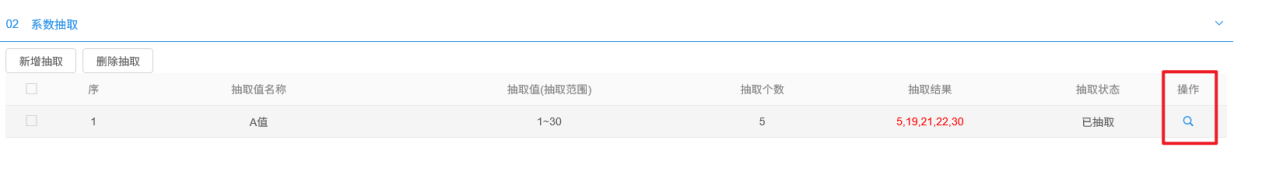 02 系数抽取
新增抽取 删除抽取
序 抽取值名称 抽取值(抽取范围) 抽取个数 抽取结果 抽取状态 操作
1 A值 1~30 5 5,19,21,22,30 已抽取